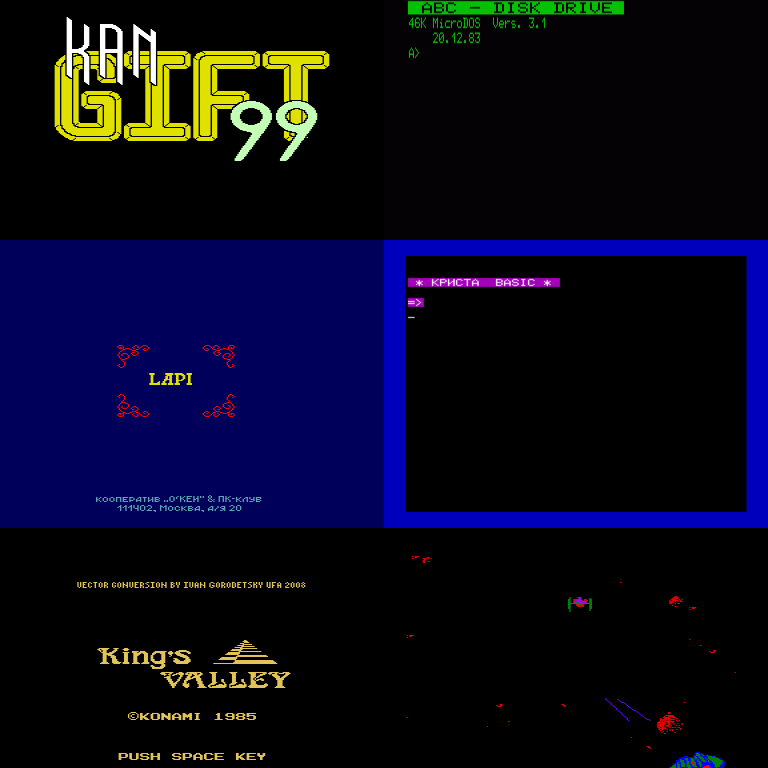 KAN
GIFT
99
ABC - DISK DRIVE
46K MicroDOS Vers. 3.1
20.12.83
A>
LAPI
КООПЕРАТИВ „О'КЕЙ" & ПК-КЛУБ
111402, МОСКВА, А/Я 20
* КРИСТА BASIC *
=>
_
VECTOR CONVERSION BY IVAN GORODETSKY UFA 2008
King's
VALLEY
©KONAMI 1985
PUSH SPACE KEY